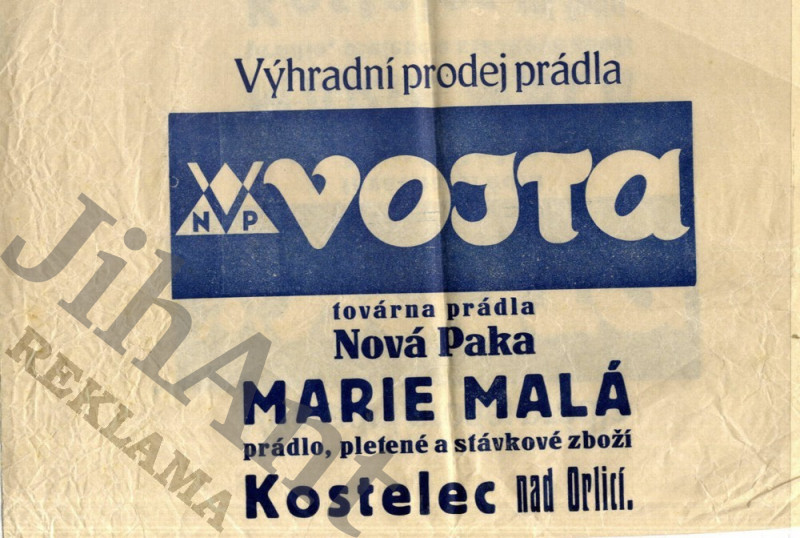 Výhradní prodej prádla
NVP VOJTA
továrna prádla
Nová Paka
MARIE MALÁ
prádlo, pletené a stávkové zboží
Kostelec nad Orlicí.
JihAnt
REKLAMA